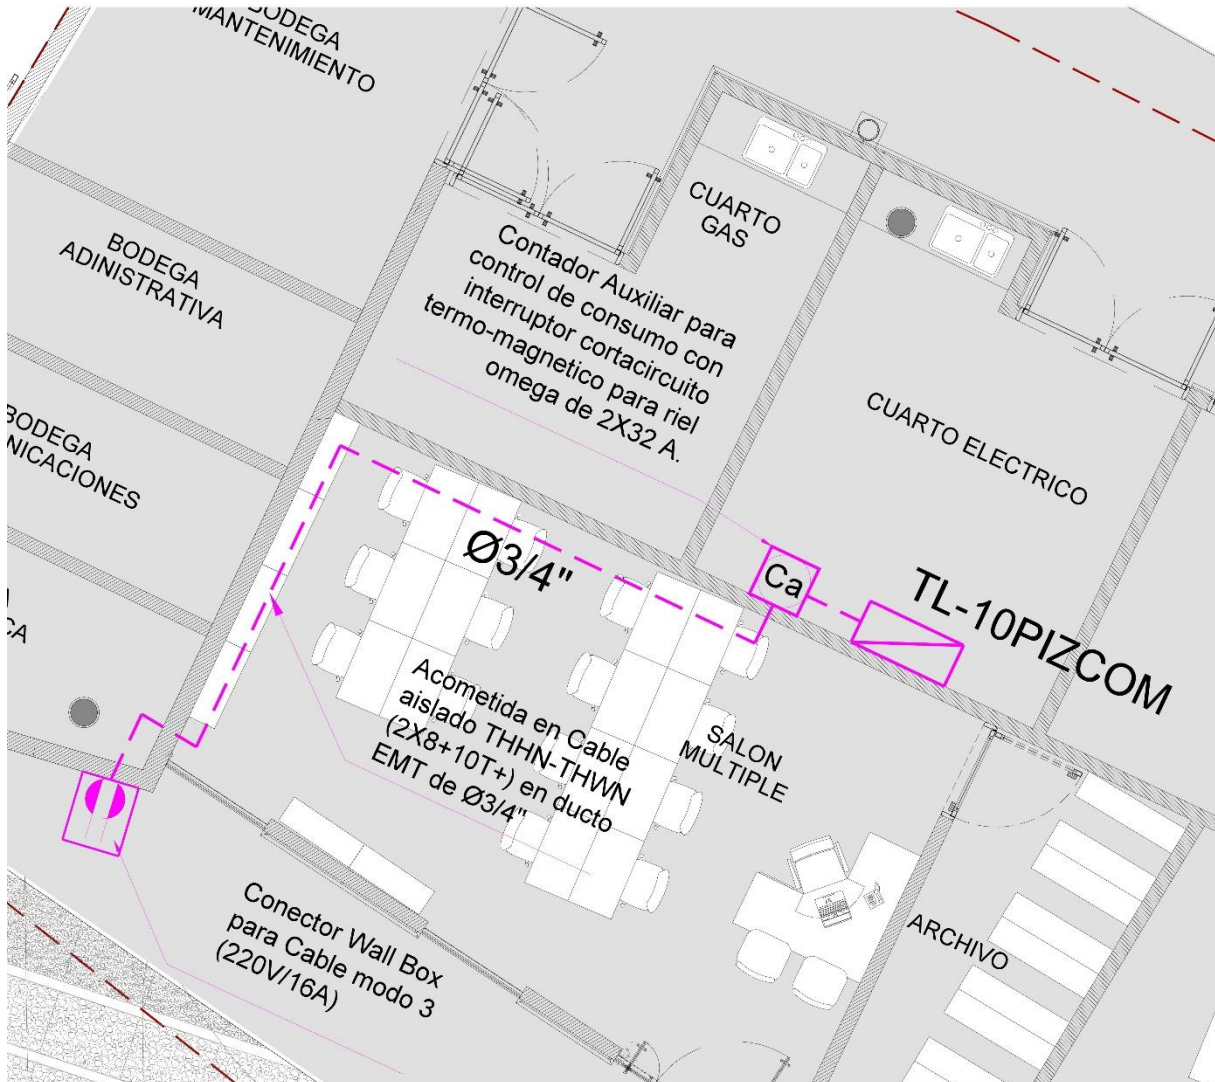 BODEGA
MANTENIMIENTO
BODEGA
ADINISTRATIVA
BODEGA
NICACIONES
CA
CUARTO
GAS
Contador Auxiliar para
control de consumo con
interruptor cortacircuito
termo-magnetico para riel
omega de 2X32 A.
CUARTO ELECTRICO
Ø3/4"
Ca
TL-10PIZCOM
Acometida en Cable
aislado THHN-THWN
(2X8+10T+) en ducto
EMT de Ø3/4"
SALON
MULTIPLE
Conector Wall Box
para Cable modo 3
(220V/16A)
ARCHIVO